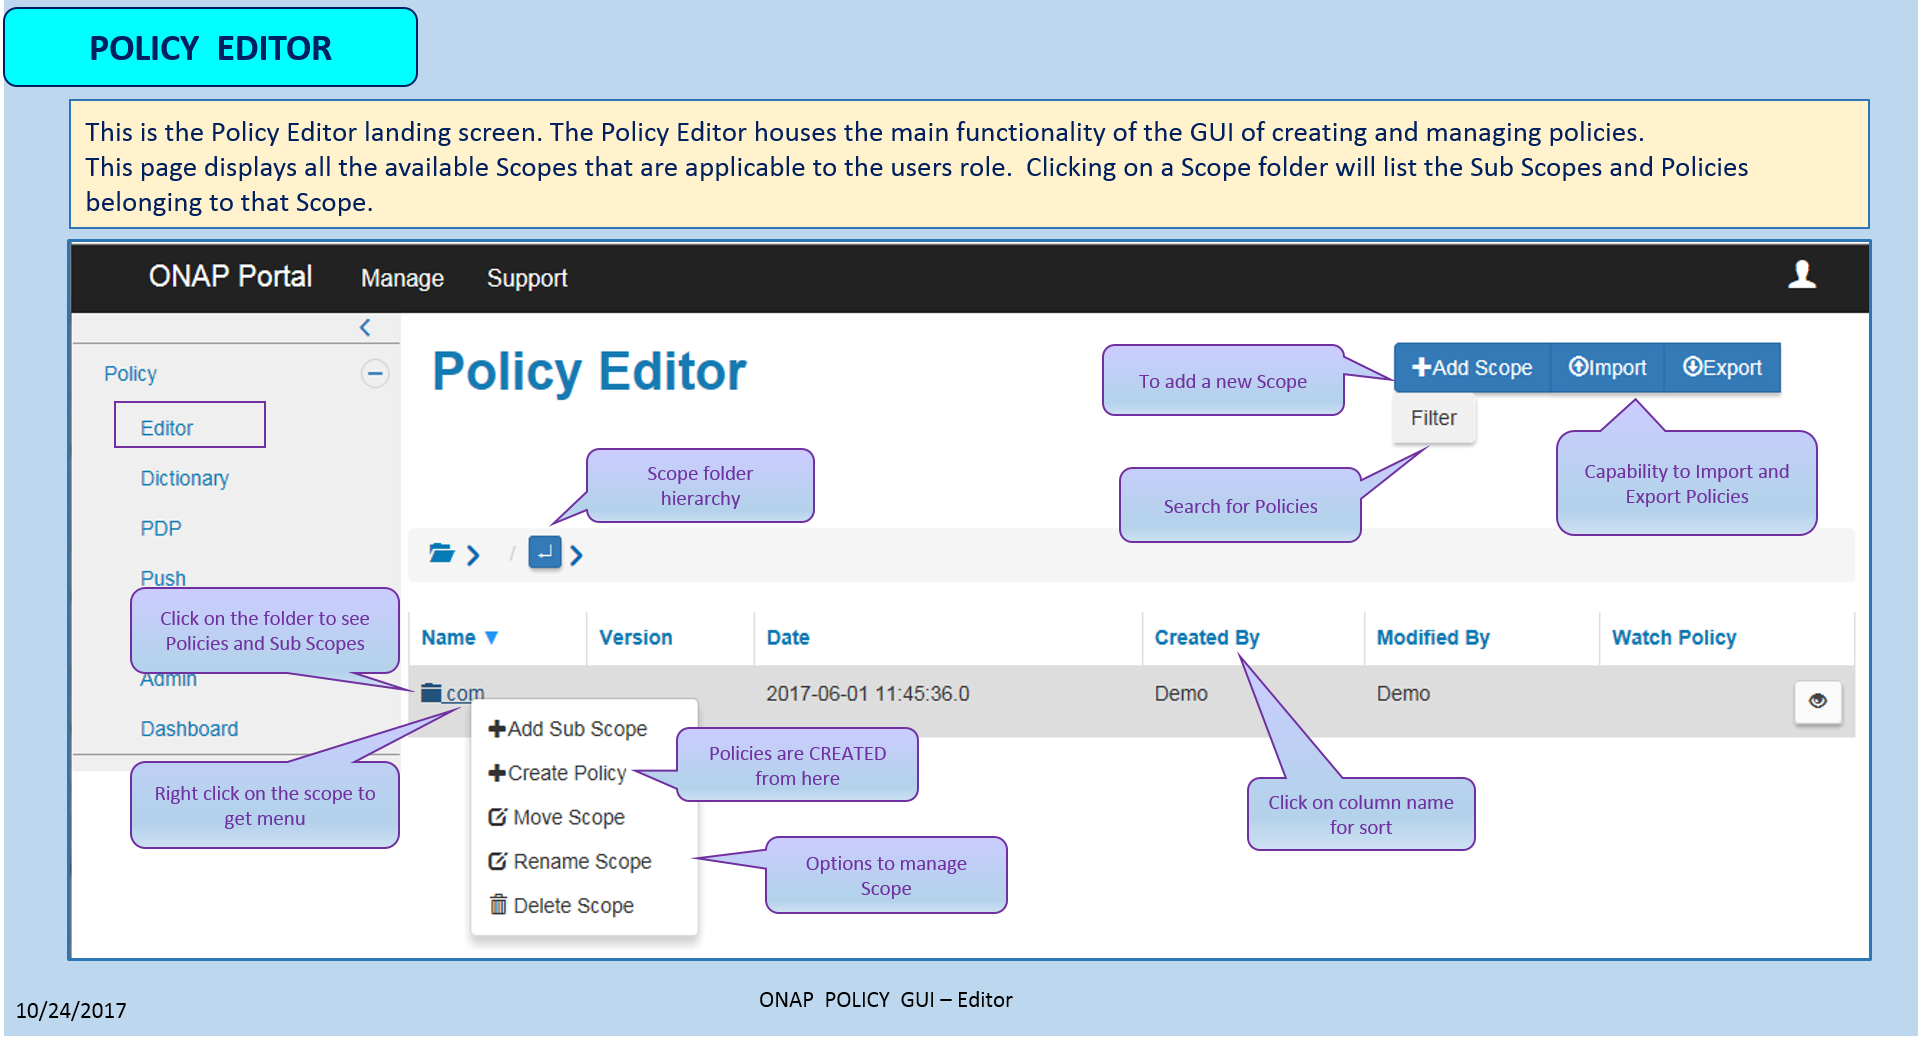 POLICY  EDITOR
This is the Policy Editor landing screen. The Policy Editor houses the main functionality of the GUI of creating and managing policies.
This page displays all the available Scopes that are applicable to the users role.  Clicking on a Scope folder will list the Sub Scopes and Policies
belonging to that Scope.
ONAP Portal
Manage
Support
Policy
Editor
Dictionary
PDP
Push
Admin
Dashboard
Policy Editor
To add a new Scope
Add Scope
Import
Export
Filter
Search for Policies
Capability to Import and
Export Policies
Scope folder
hierarchy
/
Click on the folder to see
Policies and Sub Scopes
Name
Version
Date
Created By
Modified By
Watch Policy
com
2017-06-01 11:45:36.0
Demo
Demo
Add Sub Scope
Create Policy
Move Scope
Rename Scope
Delete Scope
Policies are CREATED
from here
Right click on the scope to
get menu
Options to manage
Scope
Click on column name
for sort
10/24/2017
ONAP  POLICY  GUI – Editor